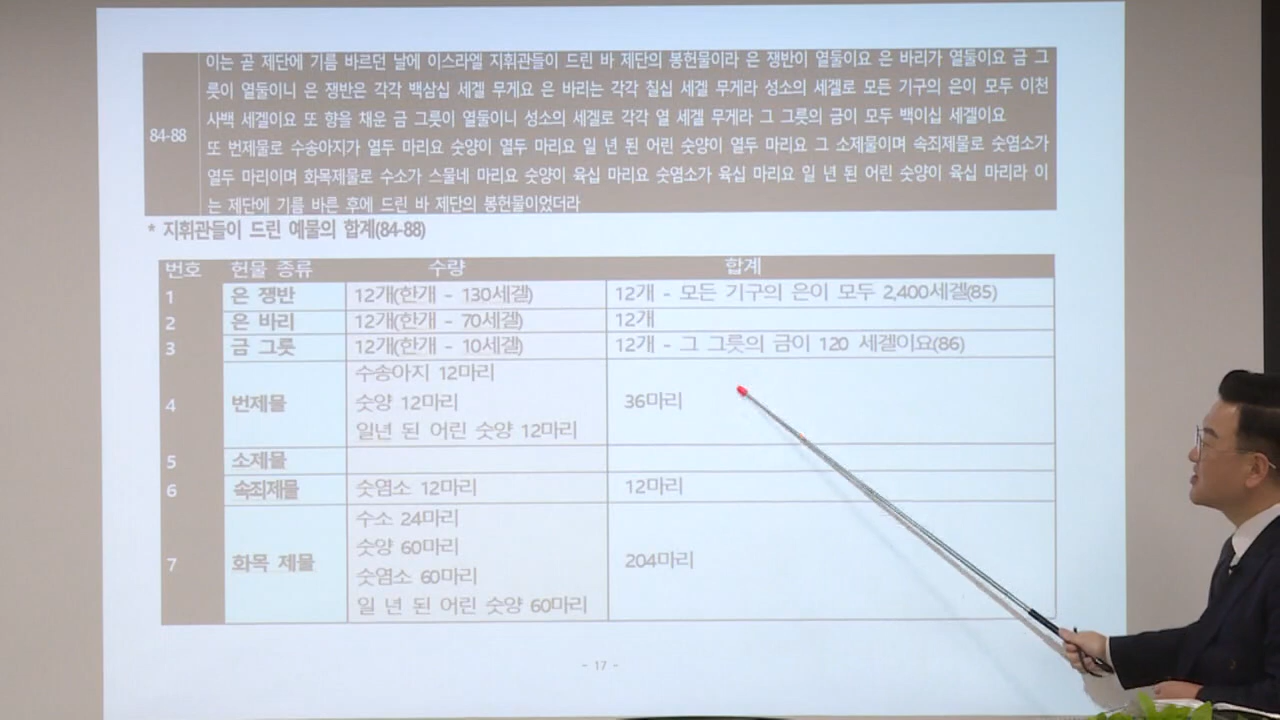 84-88
이는 곧 제단에 기름 바르던 날에 이스라엘 지휘관들이 드린 바 제단의 봉헌물이라 은 쟁반이 열둘이요 은 바리가 열둘이요 금 그
릇이 열둘이니 은 쟁반은 각각 백삼십 세겔 무게요 은 바리는 각각 칠십 세겔 무게라 성소의 세겔로 모든 기구의 은이 모두 이천
사백 세겔이요 또 향을 채운 금 그릇이 열둘이니 성소의 세겔로 각각 열 세겔 무게라 그 그릇의 금이 모두 백이십 세겔이요
또 번제물로 수송아지가 열두 마리요 숫양이 열두 마리요 일 년 된 어린 숫양이 열두 마리요 그 소제물이며 속죄제물로 숫염소가
열두 마리이며 화목제물로 수소가 스물네 마리요 숫양이 육십 마리요 숫염소가 육십 마리요 일 년 된 어린 숫양이 육십 마리라 이
는 제단에 기름 바른 후에 드린 바 제단의 봉헌물이었더라
* 지휘관들이 드린 예물의 합계(84-88)
번호 헌물 종류 수량 합계
1 은 쟁반 12개(한개 - 130세겔) 12개 - 모든 기구의 은이 모두 2,400세겔(85)
2 은 바리 12개(한개 - 70세겔) 12개
3 금 그릇 12개(한개 - 10세겔) 12개 - 그 그릇의 금이 120 세겔이요(86)
4 번제물 수송아지 12마리
숫양 12마리
일년 된 어린 숫양 12마리
36마리
5 소제물
6 속죄제물 숫염소 12마리 12마리
7 화목 제물 수소 24마리
숫양 60마리
숫염소 60마리
일 년 된 어린 숫양 60마리
204마리
- 17 -